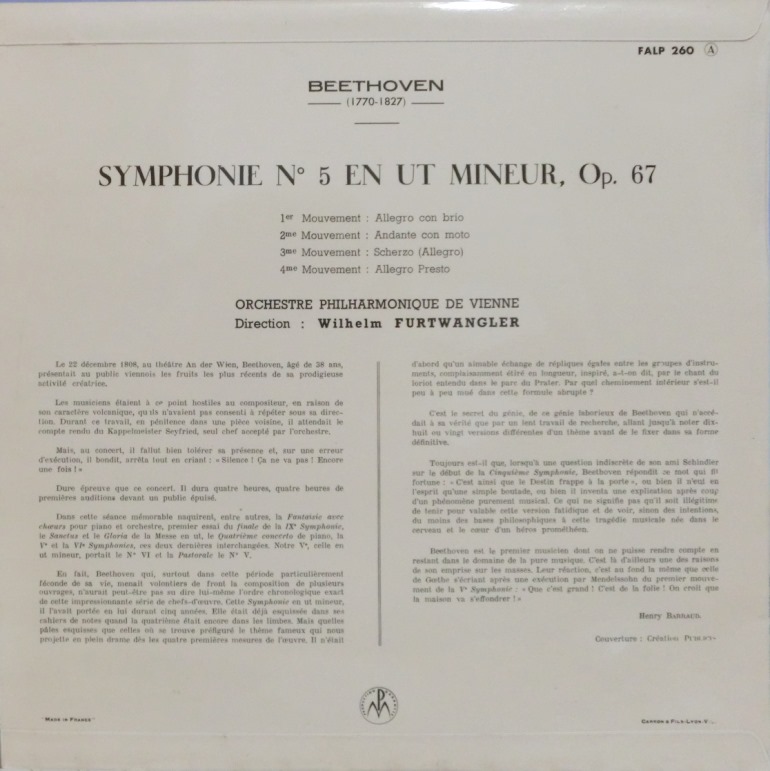 FALP 260 A
BEETHOVEN
(1770-1827)
SYMPHONIE N° 5 EN UT MINEUR, Op. 67
1er Mouvement : Allegro con brio
2me Mouvement : Andante con moto
3me Mouvement : Scherzo (Allegro)
4me Mouvement : Allegro Presto
ORCHESTRE PHILHARMONIQUE DE VIENNE
Direction : Wilhelm FURTWANGLER
Le 22 décembre 1808, au théâtre An der Wien, Beethoven, âgé de 38 ans,
présentait au public viennois les fruits les plus récents de sa prodigieuse
activité créatrice.
Les musiciens étaient à ce point hostiles au compositeur, en raison de
son caractère volcanique, qu'ils n'avaient pas consenti à répéter sous sa direc-
tion. Durant ce travail, en pénitence dans une pièce voisine, il attendait le
compte rendu du Kappelmeister Seyfried, seul chef accepté par l'orchestre.
Mais, au concert, il fallut bien tolérer sa présence et, sur une erreur
d'exécution, il bondit, arrêta tout en criant : « Silence ! Ça ne va pas ! Encore
une fois ! »
Dure épreuve que ce concert. Il dura quatre heures, quatre heures de
premières auditions devant un public épuisé.
Dans cette séance mémorable naquirent, entre autres, la Fantaisie avec
chœurs pour piano et orchestre, premier essai du finale de la IXe Symphonie,
le Sanctus et le Gloria de la Messe en ut, le Quatrième concerto de piano, la
Ve et la VIe Symphonies, ces deux dernières interchangées. Notre Ve, celle en
ut mineur, portait le N° VI et la Pastorale le N° V.
En fait, Beethoven qui, surtout dans cette période particulièrement
féconde de sa vie, menait volontiers de front la composition de plusieurs
ouvrages, n'aurait peut-être pas su dire lui-même l'ordre chronologique exact
de cette impressionnante série de chefs-d'œuvre. Cette Symphonie en ut mineur,
il l'avait portée en lui durant cinq années. Elle était déjà esquissée dans ses
cahiers de notes quand la quatrième était encore dans les limbes. Mais quelles
pâles esquisses que celles où se trouve préfiguré le thème fameux qui nous
projette en plein drame dès les quatre premières mesures de l'œuvre. Il n'était
d'abord qu'un aimable échange de répliques égales entre les groupes d'instru-
ments, complaisamment étiré en longueur, inspiré, a-t-on dit, par le chant du
loriot entendu dans le parc du Prater. Par quel cheminement intérieur s'est-il
peu à peu mué dans cette formule abrupte ?
C'est le secret du génie, de ce génie laborieux de Beethoven qui n'accé-
dait à sa vérité que par un lent travail de recherche, allant jusqu'à noter dix-
huit ou vingt versions différentes d'un thème avant de le fixer dans sa forme
définitive.
Toujours est-il que, lorsqu'à une question indiscrète de son ami Schindler
sur le début de la Cinquième Symphonie, Beethoven répondit ce mot qui fit
fortune : « C'est ainsi que le Destin frappe à la porte », ou bien il n'eut en
l'esprit qu'une simple boutade, ou bien il inventa une explication après coup
d'un phénomène purement musical. Ce qui ne signifie pas qu'il soit illégitime
de tenir pour valable cette version fatidique et de voir, sinon des intentions,
du moins des bases philosophiques à cette tragédie musicale née dans le
cerveau et le cœur d'un héros prométhéen.
Beethoven est le premier musicien dont on ne puisse rendre compte en
restant dans le domaine de la pure musique. C'est là d'ailleurs une des raisons
de son emprise sur les masses. Leur réaction, c'est au fond la même que celle
de Gœthe s'écriant après une exécution par Mendelssohn du premier mouve-
ment de la Ve Symphonie : « Que c'est grand ! C'est de la folie ! On croit que
la maison va s'effondrer ! »
Henry BARRAUD.
Couverture : Création
"MADE IN FRANCE"